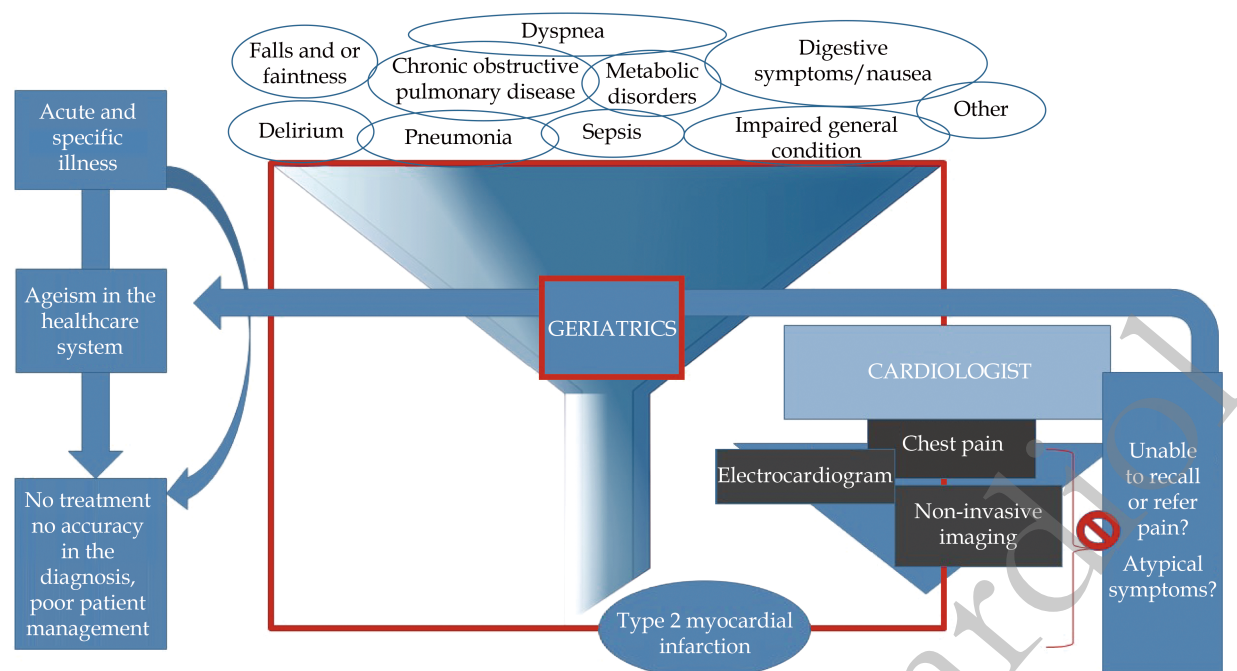 Dyspnea
Falls and or
faintness
Chronic obstructive
pulmonary disease
Metabolic
disorders
Digestive
symptoms/nausea
Other
Delirium
Pneumonia
Sepsis
Impaired general
condition
Acute and
specific
illness
Ageism in the
healthcare
system
No treatment
no accuracy
in the
diagnosis,
poor patient
management
GERIATRICS
CARDIOLOGIST
Chest pain
Electrocardiogram
Non-invasive
imaging
Unable
to recall
or refer
pain?
Atypical
symptoms?
Type 2 myocardial
infarction
ardiol